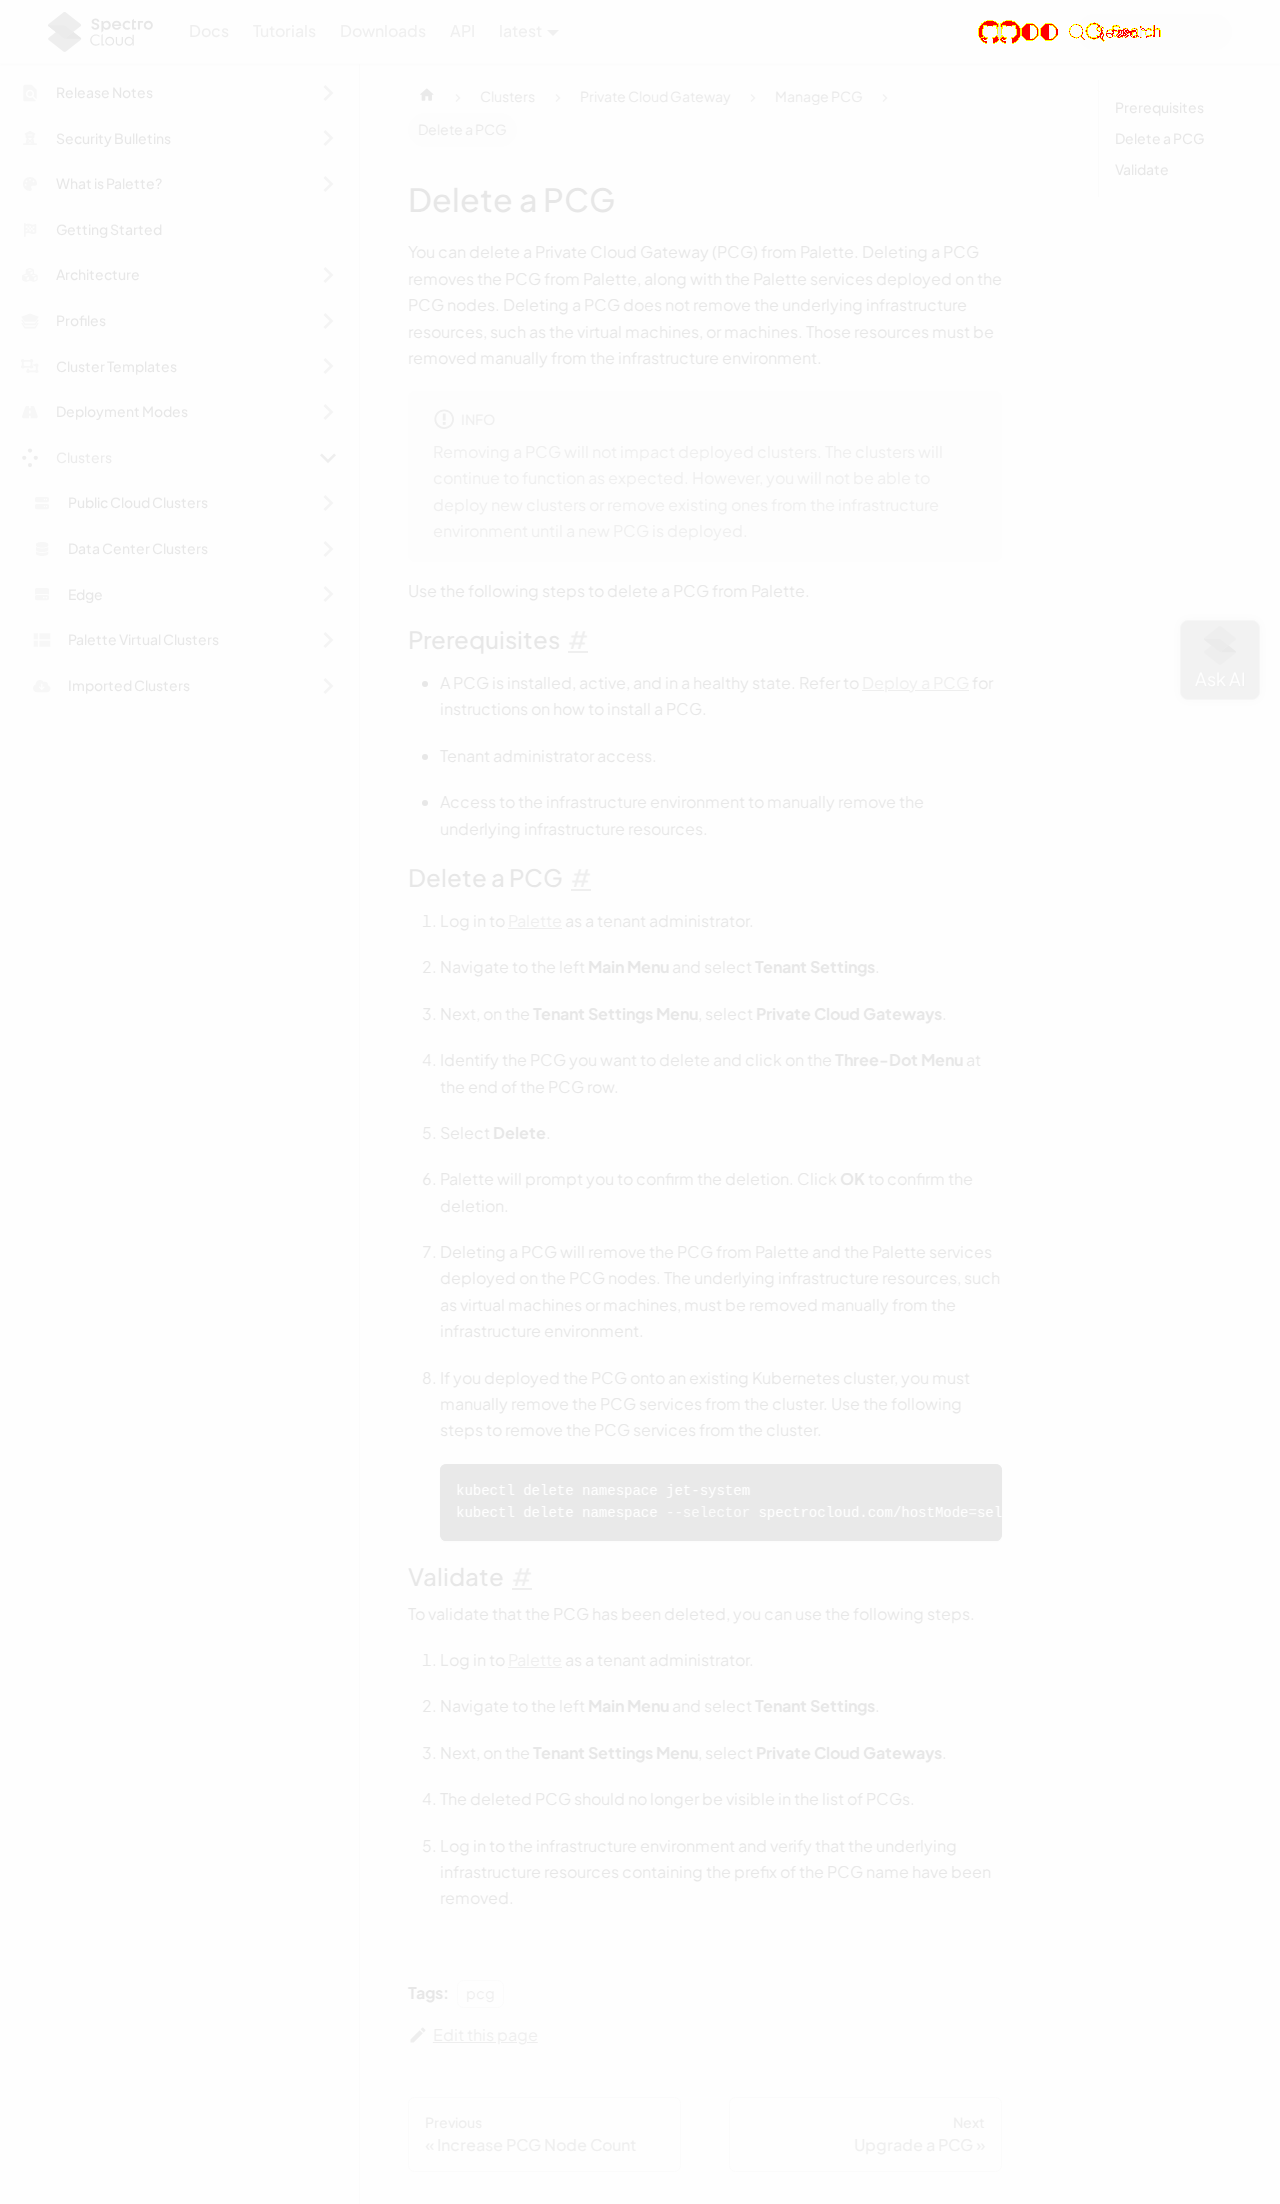 Spectro
Cloud
Docs
Tutorials
Downloads
API
latest
Release Notes
Security Bulletins
What is Palette?
Getting Started
Architecture
Profiles
Cluster Templates
Deployment Modes
Clusters
Public Cloud Clusters
Data Center Clusters
Edge
Palette Virtual Clusters
Imported Clusters
Clusters
Private Cloud Gateway
Manage PCG
Delete a PCG
Delete a PCG
You can delete a Private Cloud Gateway (PCG) from Palette. Deleting a PCG
removes the PCG from Palette, along with the Palette services deployed on the
PCG nodes. Deleting a PCG does not remove the underlying infrastructure
resources, such as the virtual machines, or machines. Those resources must be
removed manually from the infrastructure environment.
INFO
Removing a PCG will not impact deployed clusters. The clusters will
continue to function as expected. However, you will not be able to
deploy new clusters or remove existing ones from the infrastructure
environment until a new PCG is deployed.
Use the following steps to delete a PCG from Palette.
Prerequisites #
• A PCG is installed, active, and in a healthy state. Refer to Deploy a PCG for
instructions on how to install a PCG.
• Tenant administrator access.
• Access to the infrastructure environment to manually remove the
underlying infrastructure resources.
Delete a PCG #
1. Log in to Palette as a tenant administrator.
2. Navigate to the left Main Menu and select Tenant Settings.
3. Next, on the Tenant Settings Menu, select Private Cloud Gateways.
4. Identify the PCG you want to delete and click on the Three-Dot Menu at
the end of the PCG row.
5. Select Delete.
6. Palette will prompt you to confirm the deletion. Click OK to confirm the
deletion.
7. Deleting a PCG will remove the PCG from Palette and the Palette services
deployed on the PCG nodes. The underlying infrastructure resources, such
as virtual machines or machines, must be removed manually from the
infrastructure environment.
8. If you deployed the PCG onto an existing Kubernetes cluster, you must
manually remove the PCG services from the cluster. Use the following
steps to remove the PCG services from the cluster.
kubectl delete namespace jet-system
kubectl delete namespace --selector spectrocloud.com/hostMode=sel
Validate #
To validate that the PCG has been deleted, you can use the following steps.
1. Log in to Palette as a tenant administrator.
2. Navigate to the left Main Menu and select Tenant Settings.
3. Next, on the Tenant Settings Menu, select Private Cloud Gateways.
4. The deleted PCG should no longer be visible in the list of PCGs.
5. Log in to the infrastructure environment and verify that the underlying
infrastructure resources containing the prefix of the PCG name have been
removed.
Tags: pcg
Edit this page
Previous
« Increase PCG Node Count
Next
Upgrade a PCG »
Prerequisites
Delete a PCG
Validate
Ask AI